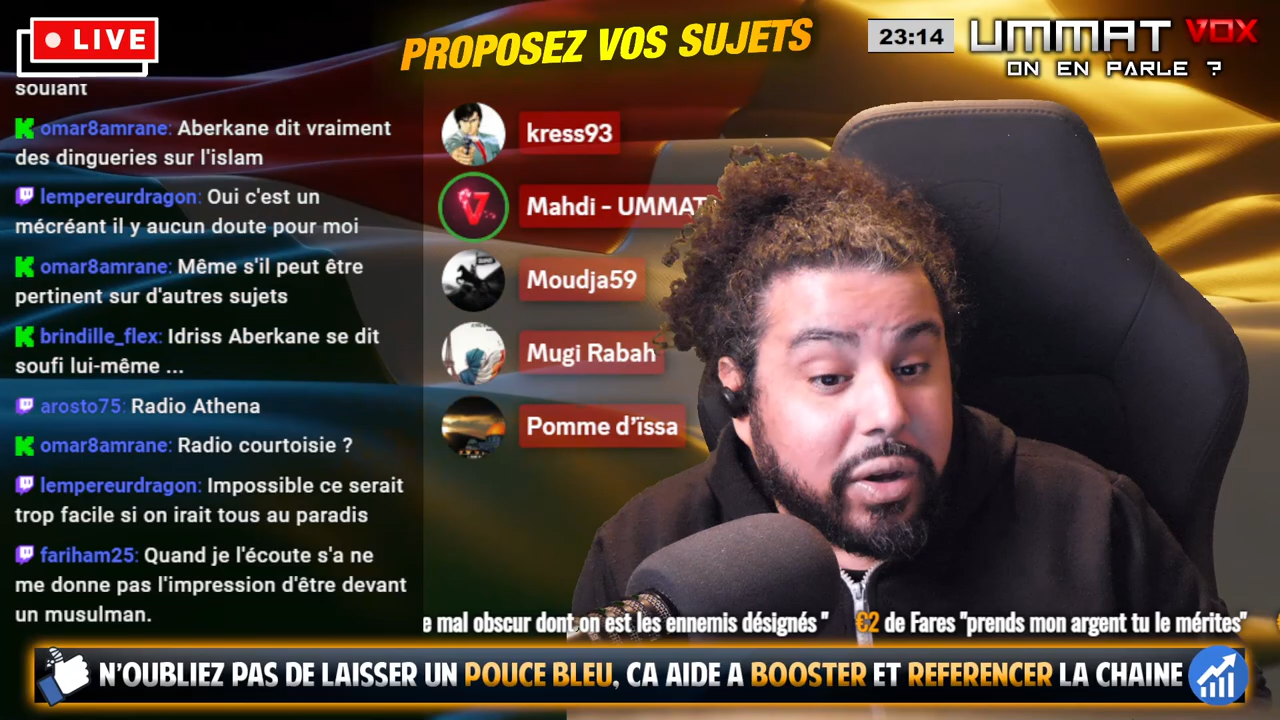 LIVE
PROPOSEZ VOS SUJETS
23:14
UMMAT VOX
ON EN PARLE ?
soulant
omar8amrane: Aberkane dit vraiment
des dingueries sur l'islam
lempereurdragon: Oui c'est un
mécréant il y aucun doute pour moi
omar8amrane: Même s'il peut être
pertinent sur d'autres sujets
brindille_flex: Idriss Aberkane se dit
soufi lui-même ...
arosto75: Radio Athena
omar8amrane: Radio courtoisie ?
lempereurdragon: Impossible ce serait
trop facile si on irait tous au paradis
fariham25: Quand je l'écoute s'a ne
me donne pas l'impression d'être devant
un musulman.
kress93
Mahdi - UMMAT
Moudja59
Mugi Rabah
Pomme d'ïssa
e mal obscur dont on est les ennemis désignés " €2 de Fares "prends mon argent tu le mérites"
N'OUBLIEZ PAS DE LAISSER UN POUCE BLEU, CA AIDE A BOOSTER ET REFERENCER LA CHAINE